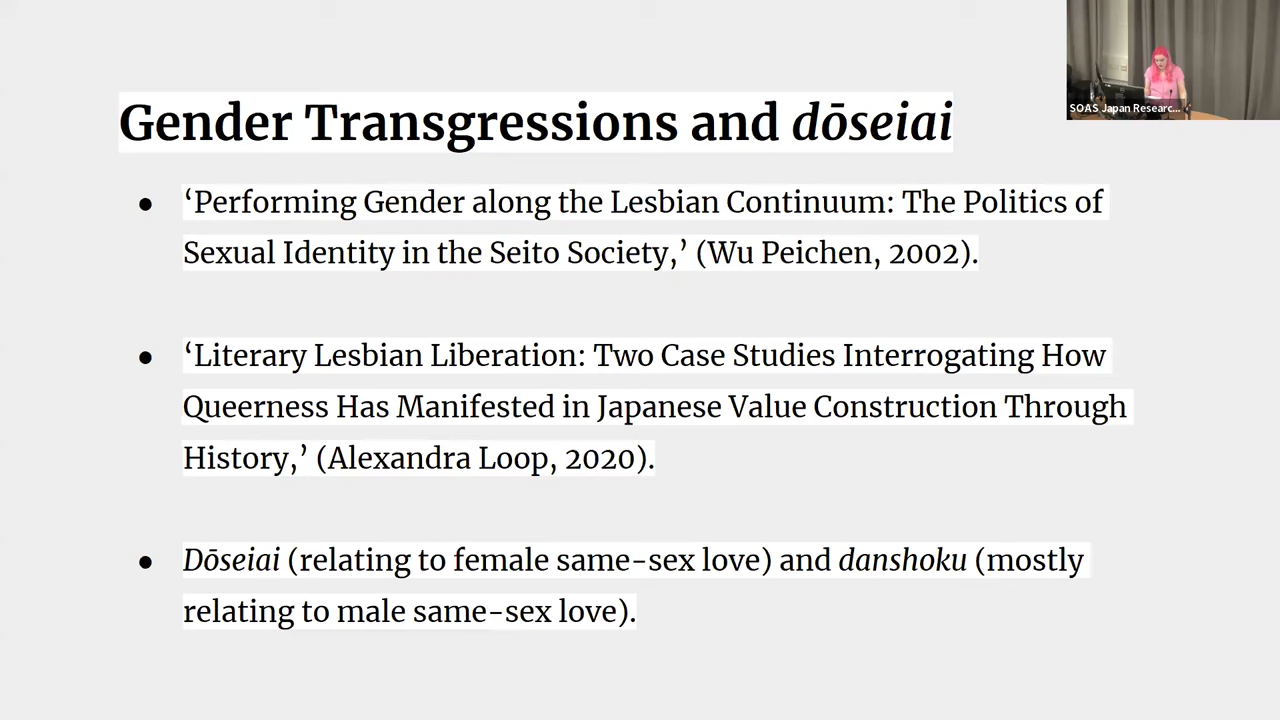 SOAS Japan Researc...
Gender Transgressions and dōseiai
● ‘Performing Gender along the Lesbian Continuum: The Politics of
Sexual Identity in the Seito Society,’ (Wu Peichen, 2002).
● ‘Literary Lesbian Liberation: Two Case Studies Interrogating How
Queerness Has Manifested in Japanese Value Construction Through
History,’ (Alexandra Loop, 2020).
● Dōseiai (relating to female same-sex love) and danshoku (mostly
relating to male same-sex love).